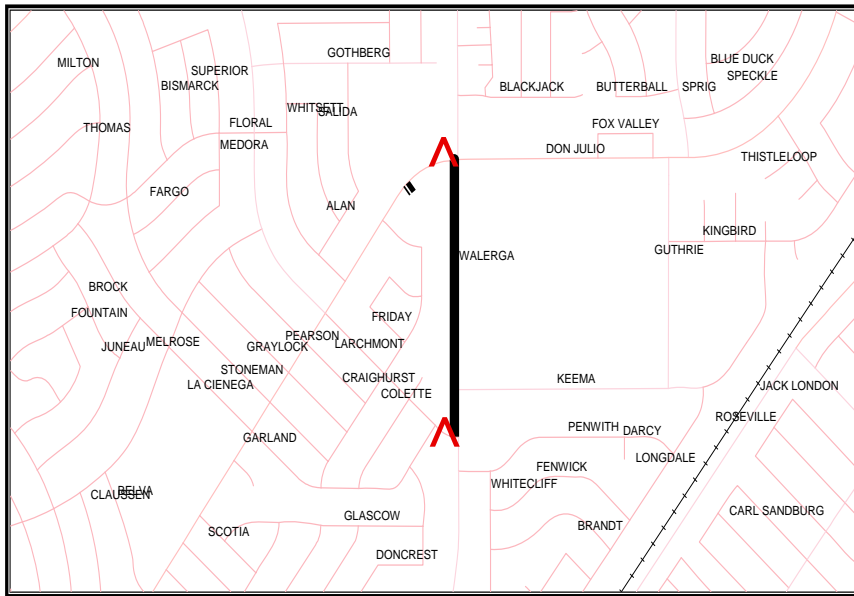 GOTHBERG
MILTON
BLUE DUCK
SUPERIOR
SPECKLE
BISMARCK
BLACKJACK
BUTTERBALL
SPRIG
WHITSETT
SALIDA
FLORAL
FOX VALLEY
THOMAS
MEDORA
DON JULIO
THISTLELOOP
FARGO
ALAN
KINGBIRD
GUTHRIE
WALERGA
BROCK
FOUNTAIN
FRIDAY
PEARSON
MELROSE
LARCHMONT
JUNEAU
GRAYLOCK
STONEMAN
CRAIGHURST
KEEMA
LA CIENEGA
JACK LONDON
COLETTE
ROSEVILLE
PENWITH
DARCY
GARLAND
LONGDALE
FENWICK
WHITECLIFF
BELVA
CLAUSSEN
CARL SANDBURG
GLASCOW
BRANDT
SCOTIA
DONCREST